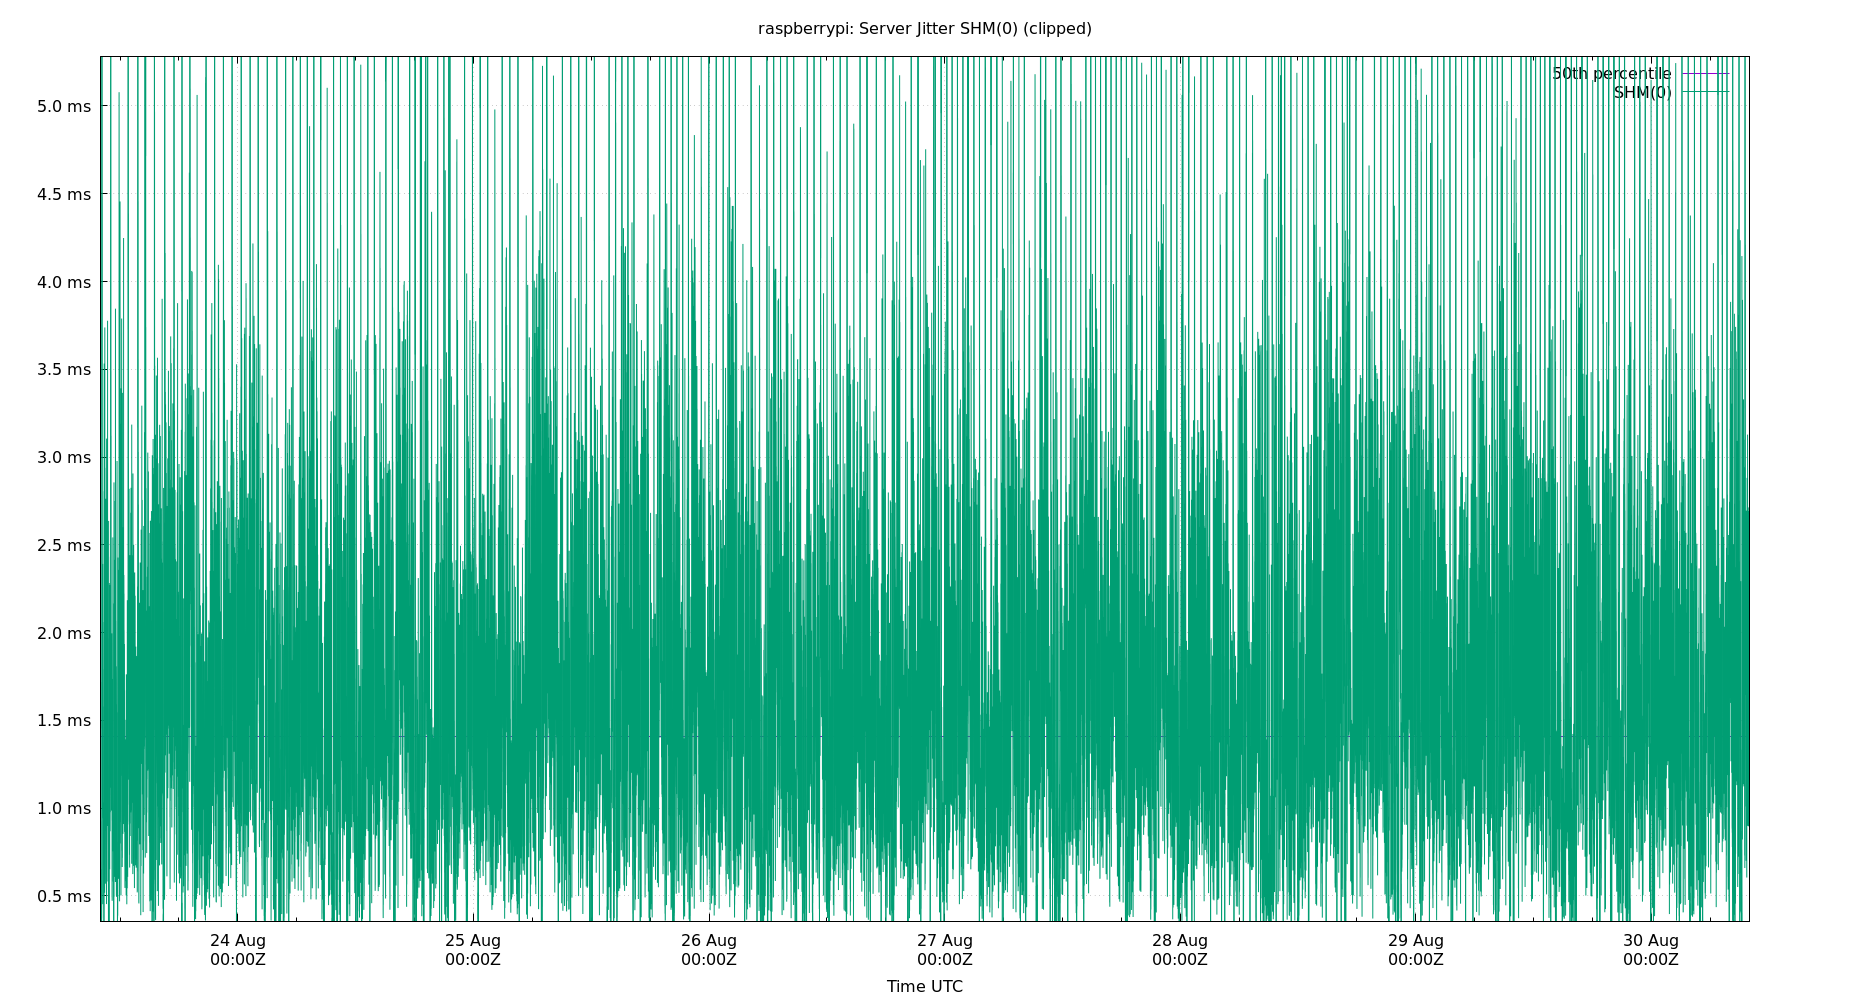 raspberrypi: Server Jitter SHM(0) (clipped)
50th percentile
SHM(0)
5.0 ms
4.5 ms
4.0 ms
3.5 ms
3.0 ms
2.5 ms
2.0 ms
1.5 ms
1.0 ms
0.5 ms
24 Aug 25 Aug 26 Aug 27 Aug 28 Aug 29 Aug 30 Aug
00:00Z 00:00Z 00:00Z 00:00Z 00:00Z 00:00Z 00:00Z
Time UTC